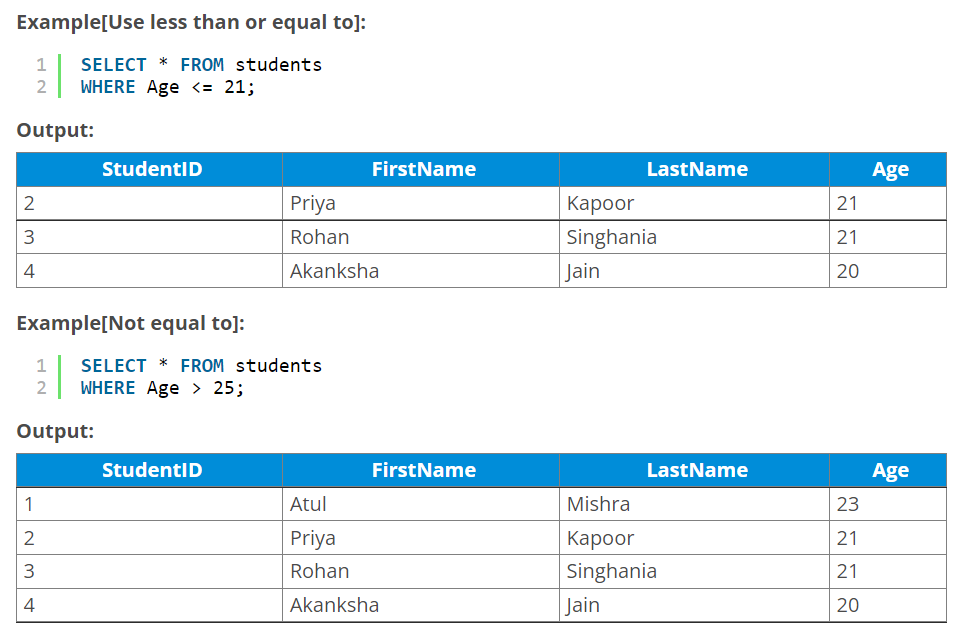 Example[Use less than or equal to]:
1 SELECT * FROM students
2 WHERE Age <= 21;
Output:
StudentID FirstName LastName Age
2 Priya Kapoor 21
3 Rohan Singhania 21
4 Akanksha Jain 20
Example[Not equal to]:
1 SELECT * FROM students
2 WHERE Age > 25;
Output:
StudentID FirstName LastName Age
1 Atul Mishra 23
2 Priya Kapoor 21
3 Rohan Singhania 21
4 Akanksha Jain 20